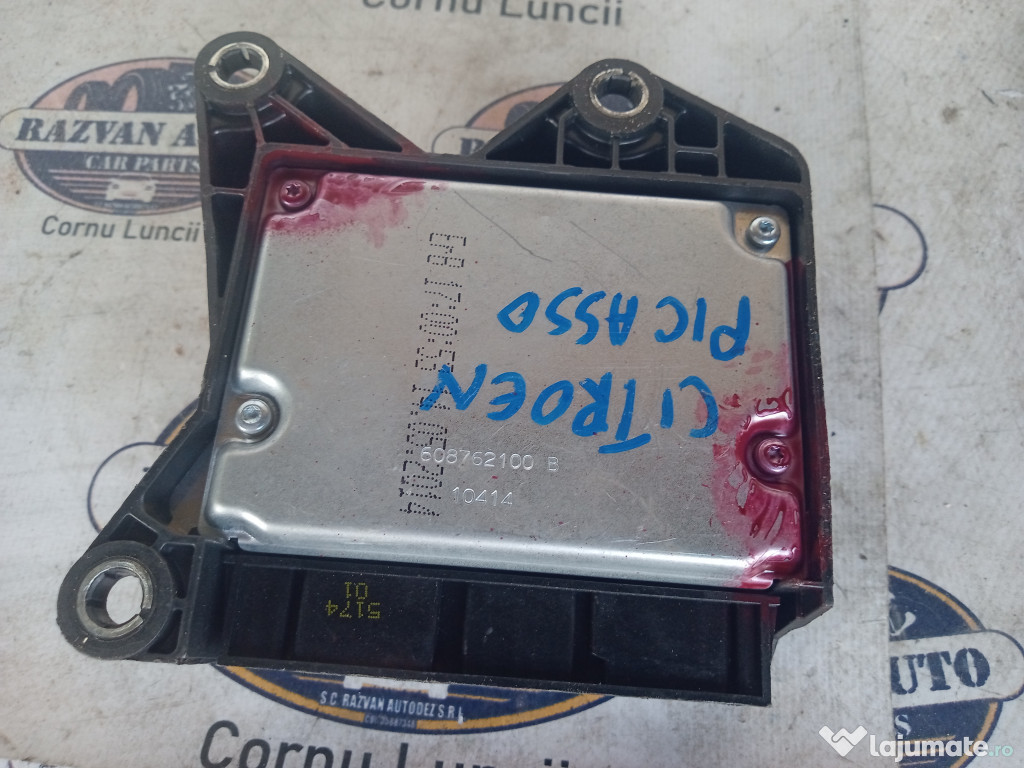 Cornu Luncii
RAZVAN AUTO
CAR PARTS
Cornu Luncii
CITROEN
PICASSO
608762100 B
10414
5174
01
S.C RAZVAN AUTODEZ S.R.L
AUTO
Cornu Luncii
lajumate.ro